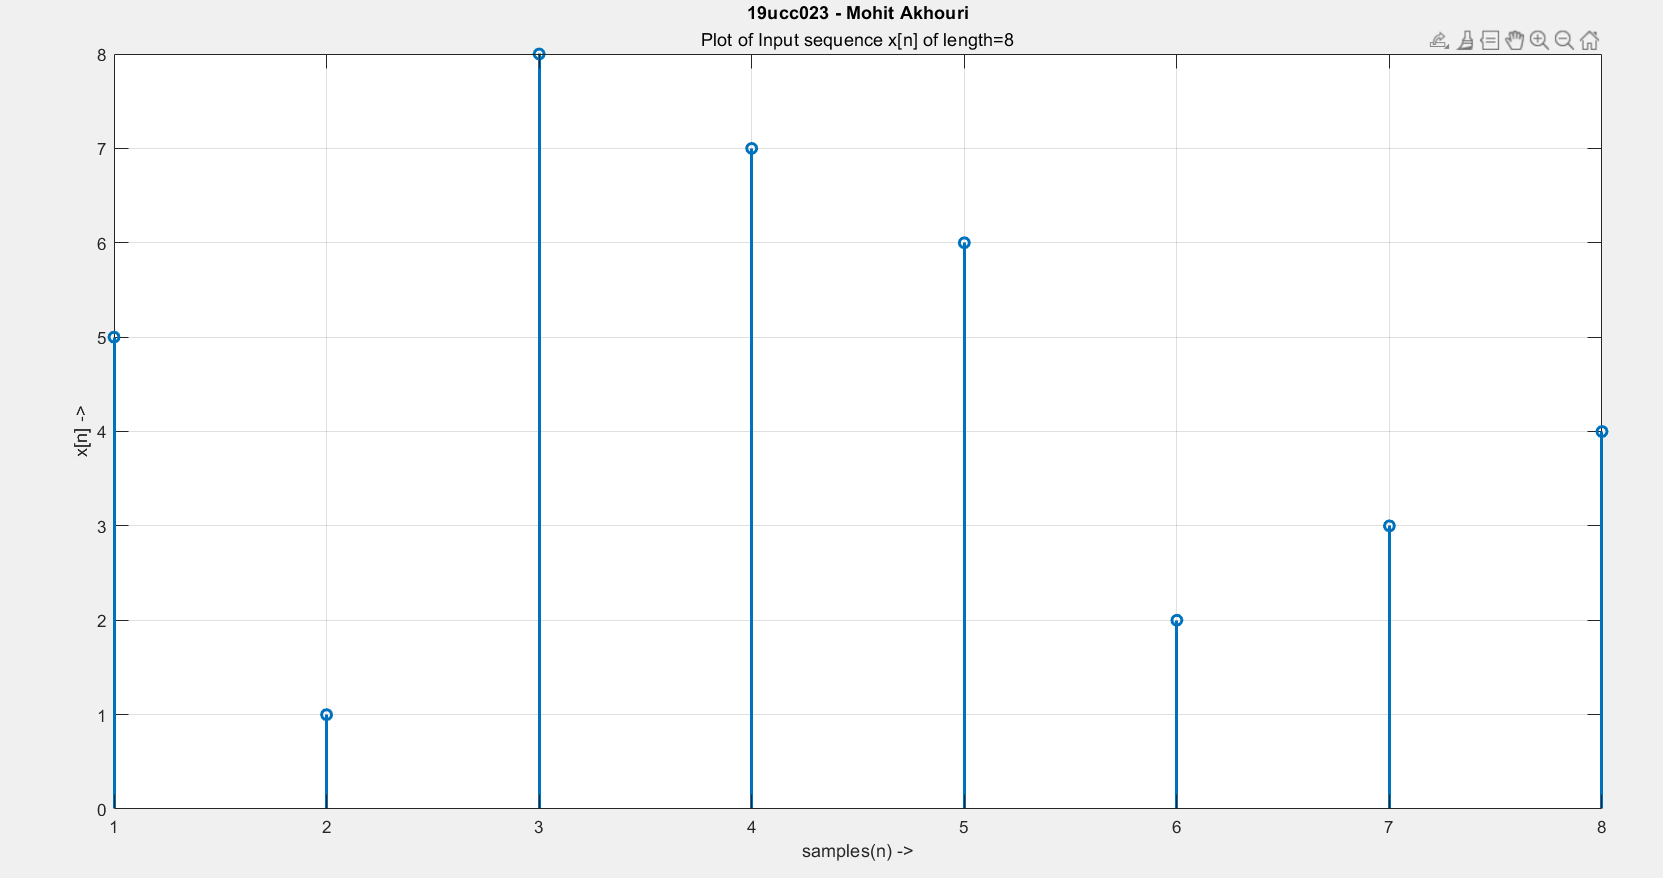 19ucc023 - Mohit Akhouri
Plot of Input sequence x[n] of length=8
8
7
6
5
4
3
2
1
0
x[n] ->
1 2 3 4 5 6 7 8
samples(n) ->